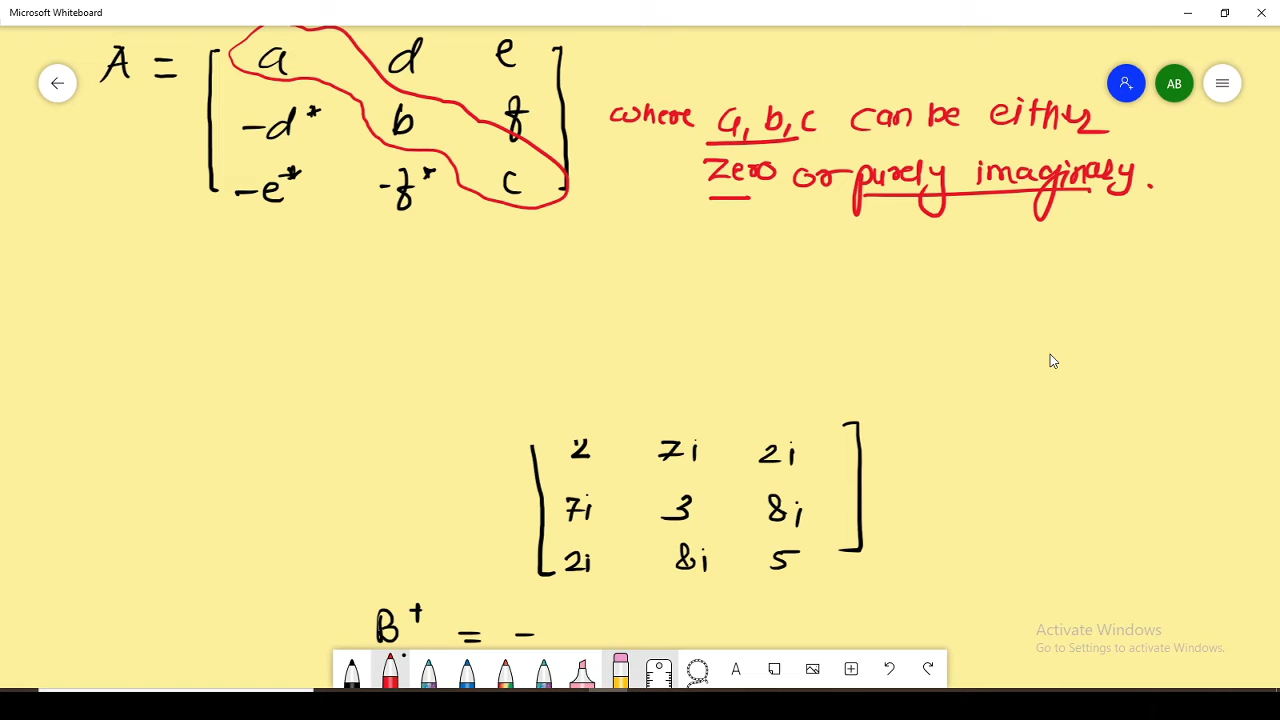 Microsoft Whiteboard
A = [ a d e
-d* b f
-e* -f* c ]
where a, b, c can be either
zero or purely imaginary.
AB
[ 2 7i 2i
7i 3 8i
2i 8i 5 ]
B† = -
A
Activate Windows
Go to Settings to activate Windows.